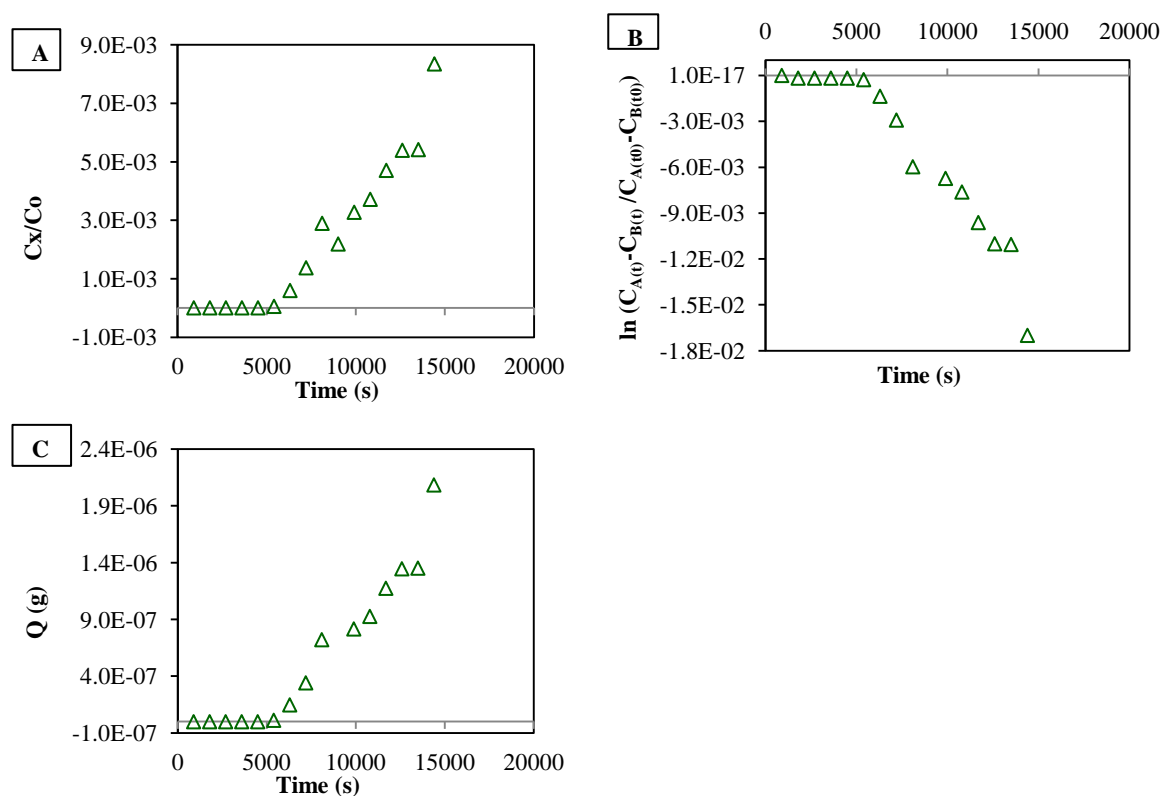 A
9.0E-03
7.0E-03
5.0E-03
3.0E-03
1.0E-03
-1.0E-03
Cx/Co
0 5000 10000 15000 20000
Time (s)
B
0 5000 10000 15000 20000
1.0E-17
-3.0E-03
-6.0E-03
-9.0E-03
-1.2E-02
-1.5E-02
-1.8E-02
ln (CA(t)-CB(t) /CA(t0)-CB(t0))
Time (s)
C
2.4E-06
1.9E-06
1.4E-06
9.0E-07
4.0E-07
-1.0E-07
Q (g)
0 5000 10000 15000 20000
Time (s)